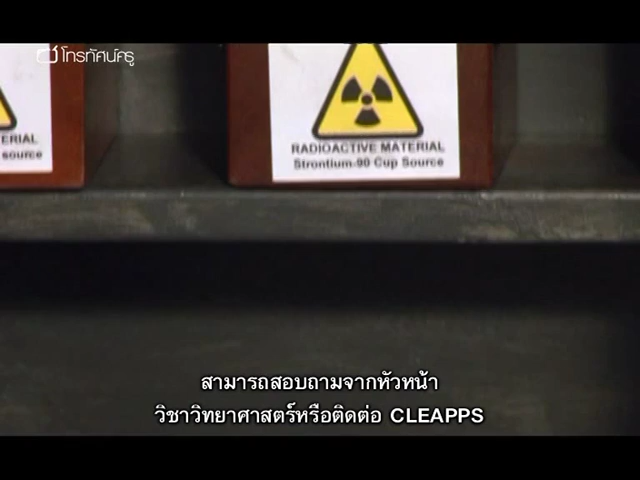 โทรทัศน์ครู
ERIAL
source
RADIOACTIVE MATERIAL
Strontium-90 Cup Source
สามารถสอบถามจากหัวหน้า
วิชาวิทยาศาสตร์หรือติดต่อ CLEAPPS